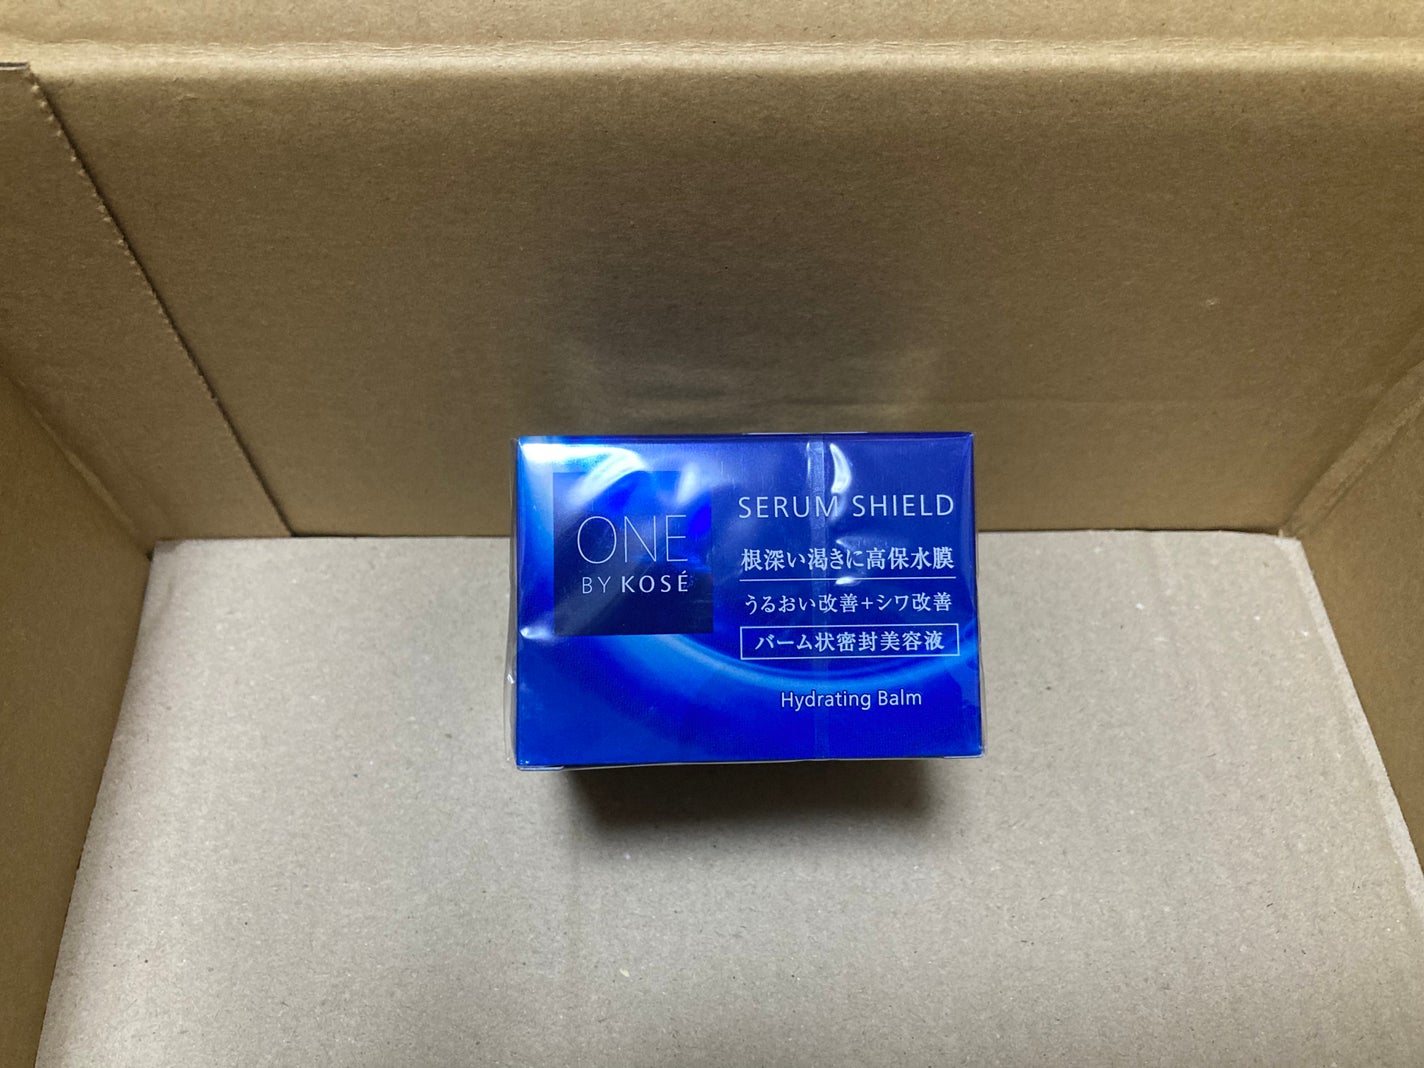 ONE
BY KOSÉ
SERUM SHIELD
根深い渇きに高保水膜
うるおい改善+シワ改善
バーム状密封美容液
Hydrating Balm